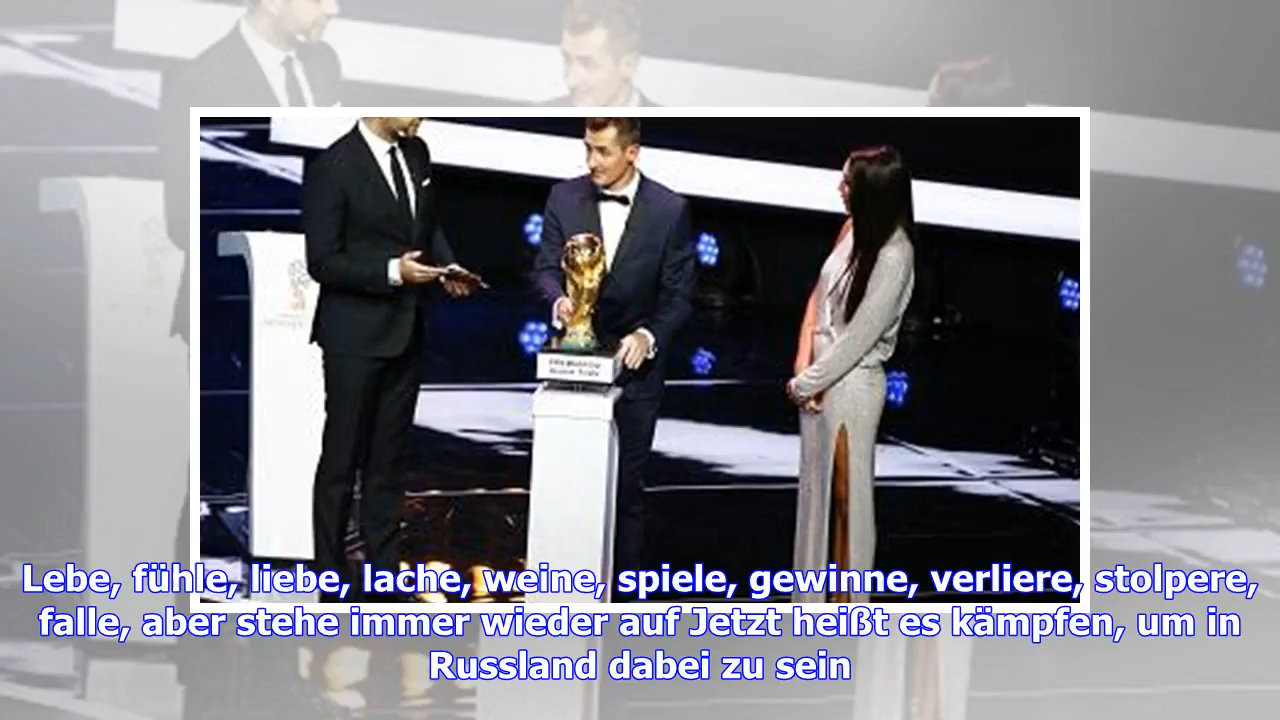 Lebe, fühle, liebe, lache, weine, spiele, gewinne, verliere, stolpere,
falle, aber stehe immer wieder auf Jetzt heißt es kämpfen, um in
Russland dabei zu sein